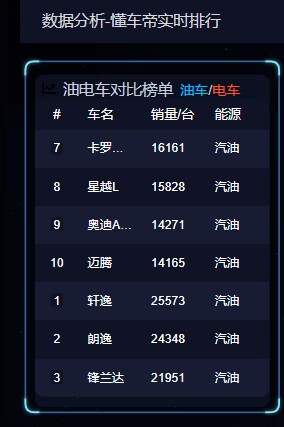 数据分析-懂车帝实时排行
油电车对比榜单 油车/电车
# 车名 销量/台 能源
7 卡罗... 16161 汽油
8 星越L 15828 汽油
9 奥迪A... 14271 汽油
10 迈腾 14165 汽油
1 轩逸 25573 汽油
2 朗逸 24348 汽油
3 锋兰达 21951 汽油